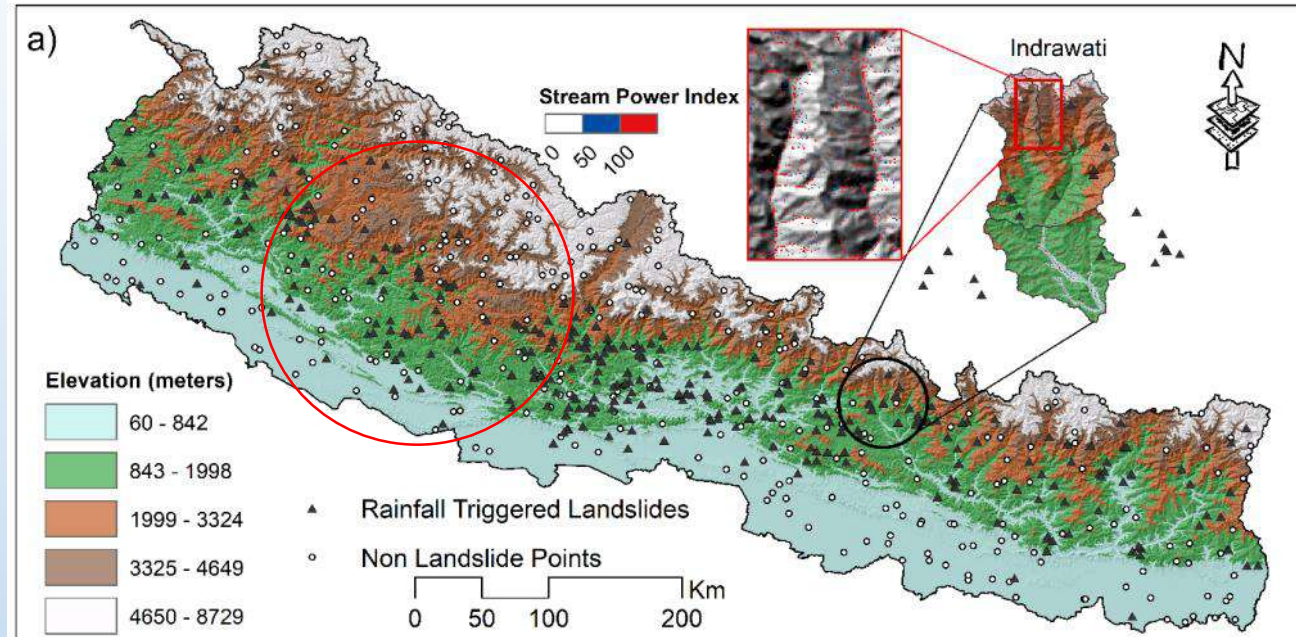 a)
Indrawati
N
Stream Power Index
0 50 100
Elevation (meters)
60 - 842
843 - 1998
1999 - 3324
3325 - 4649
4650 - 8729
Rainfall Triggered Landslides
Non Landslide Points
Km
0 50 100 200